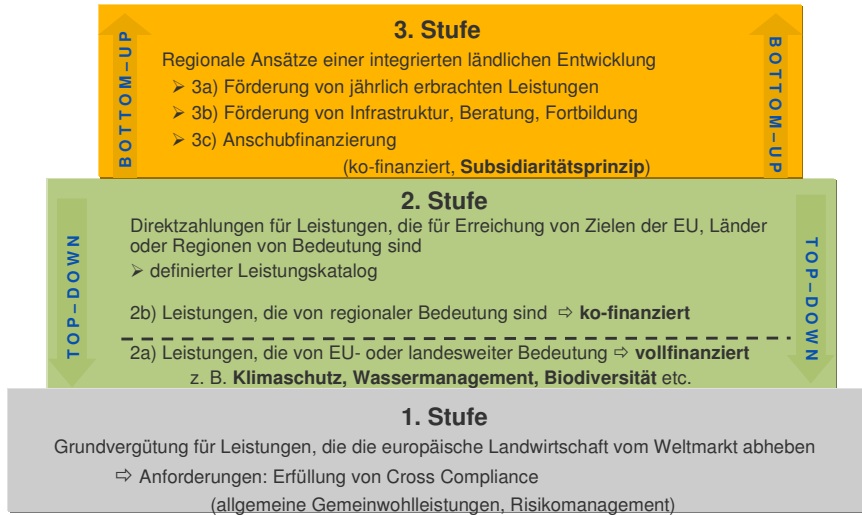 3. Stufe
Regionale Ansätze einer integrierten ländlichen Entwicklung
➢ 3a) Förderung von jährlich erbrachten Leistungen
➢ 3b) Förderung von Infrastruktur, Beratung, Fortbildung
➢ 3c) Anschubfinanzierung
(ko-finanziert, Subsidiaritätsprinzip)
BOTTOM–UP
BOTTOM–UP
2. Stufe
Direktzahlungen für Leistungen, die für Erreichung von Zielen der EU, Länder
oder Regionen von Bedeutung sind
➢ definierter Leistungskatalog
2b) Leistungen, die von regionaler Bedeutung sind ⇨ ko-finanziert
2a) Leistungen, die von EU- oder landesweiter Bedeutung ⇨ vollfinanziert
z. B. Klimaschutz, Wassermanagement, Biodiversität etc.
TOP–DOWN
TOP–DOWN
1. Stufe
Grundvergütung für Leistungen, die die europäische Landwirtschaft vom Weltmarkt abheben
⇨ Anforderungen: Erfüllung von Cross Compliance
(allgemeine Gemeinwohlleistungen, Risikomanagement)